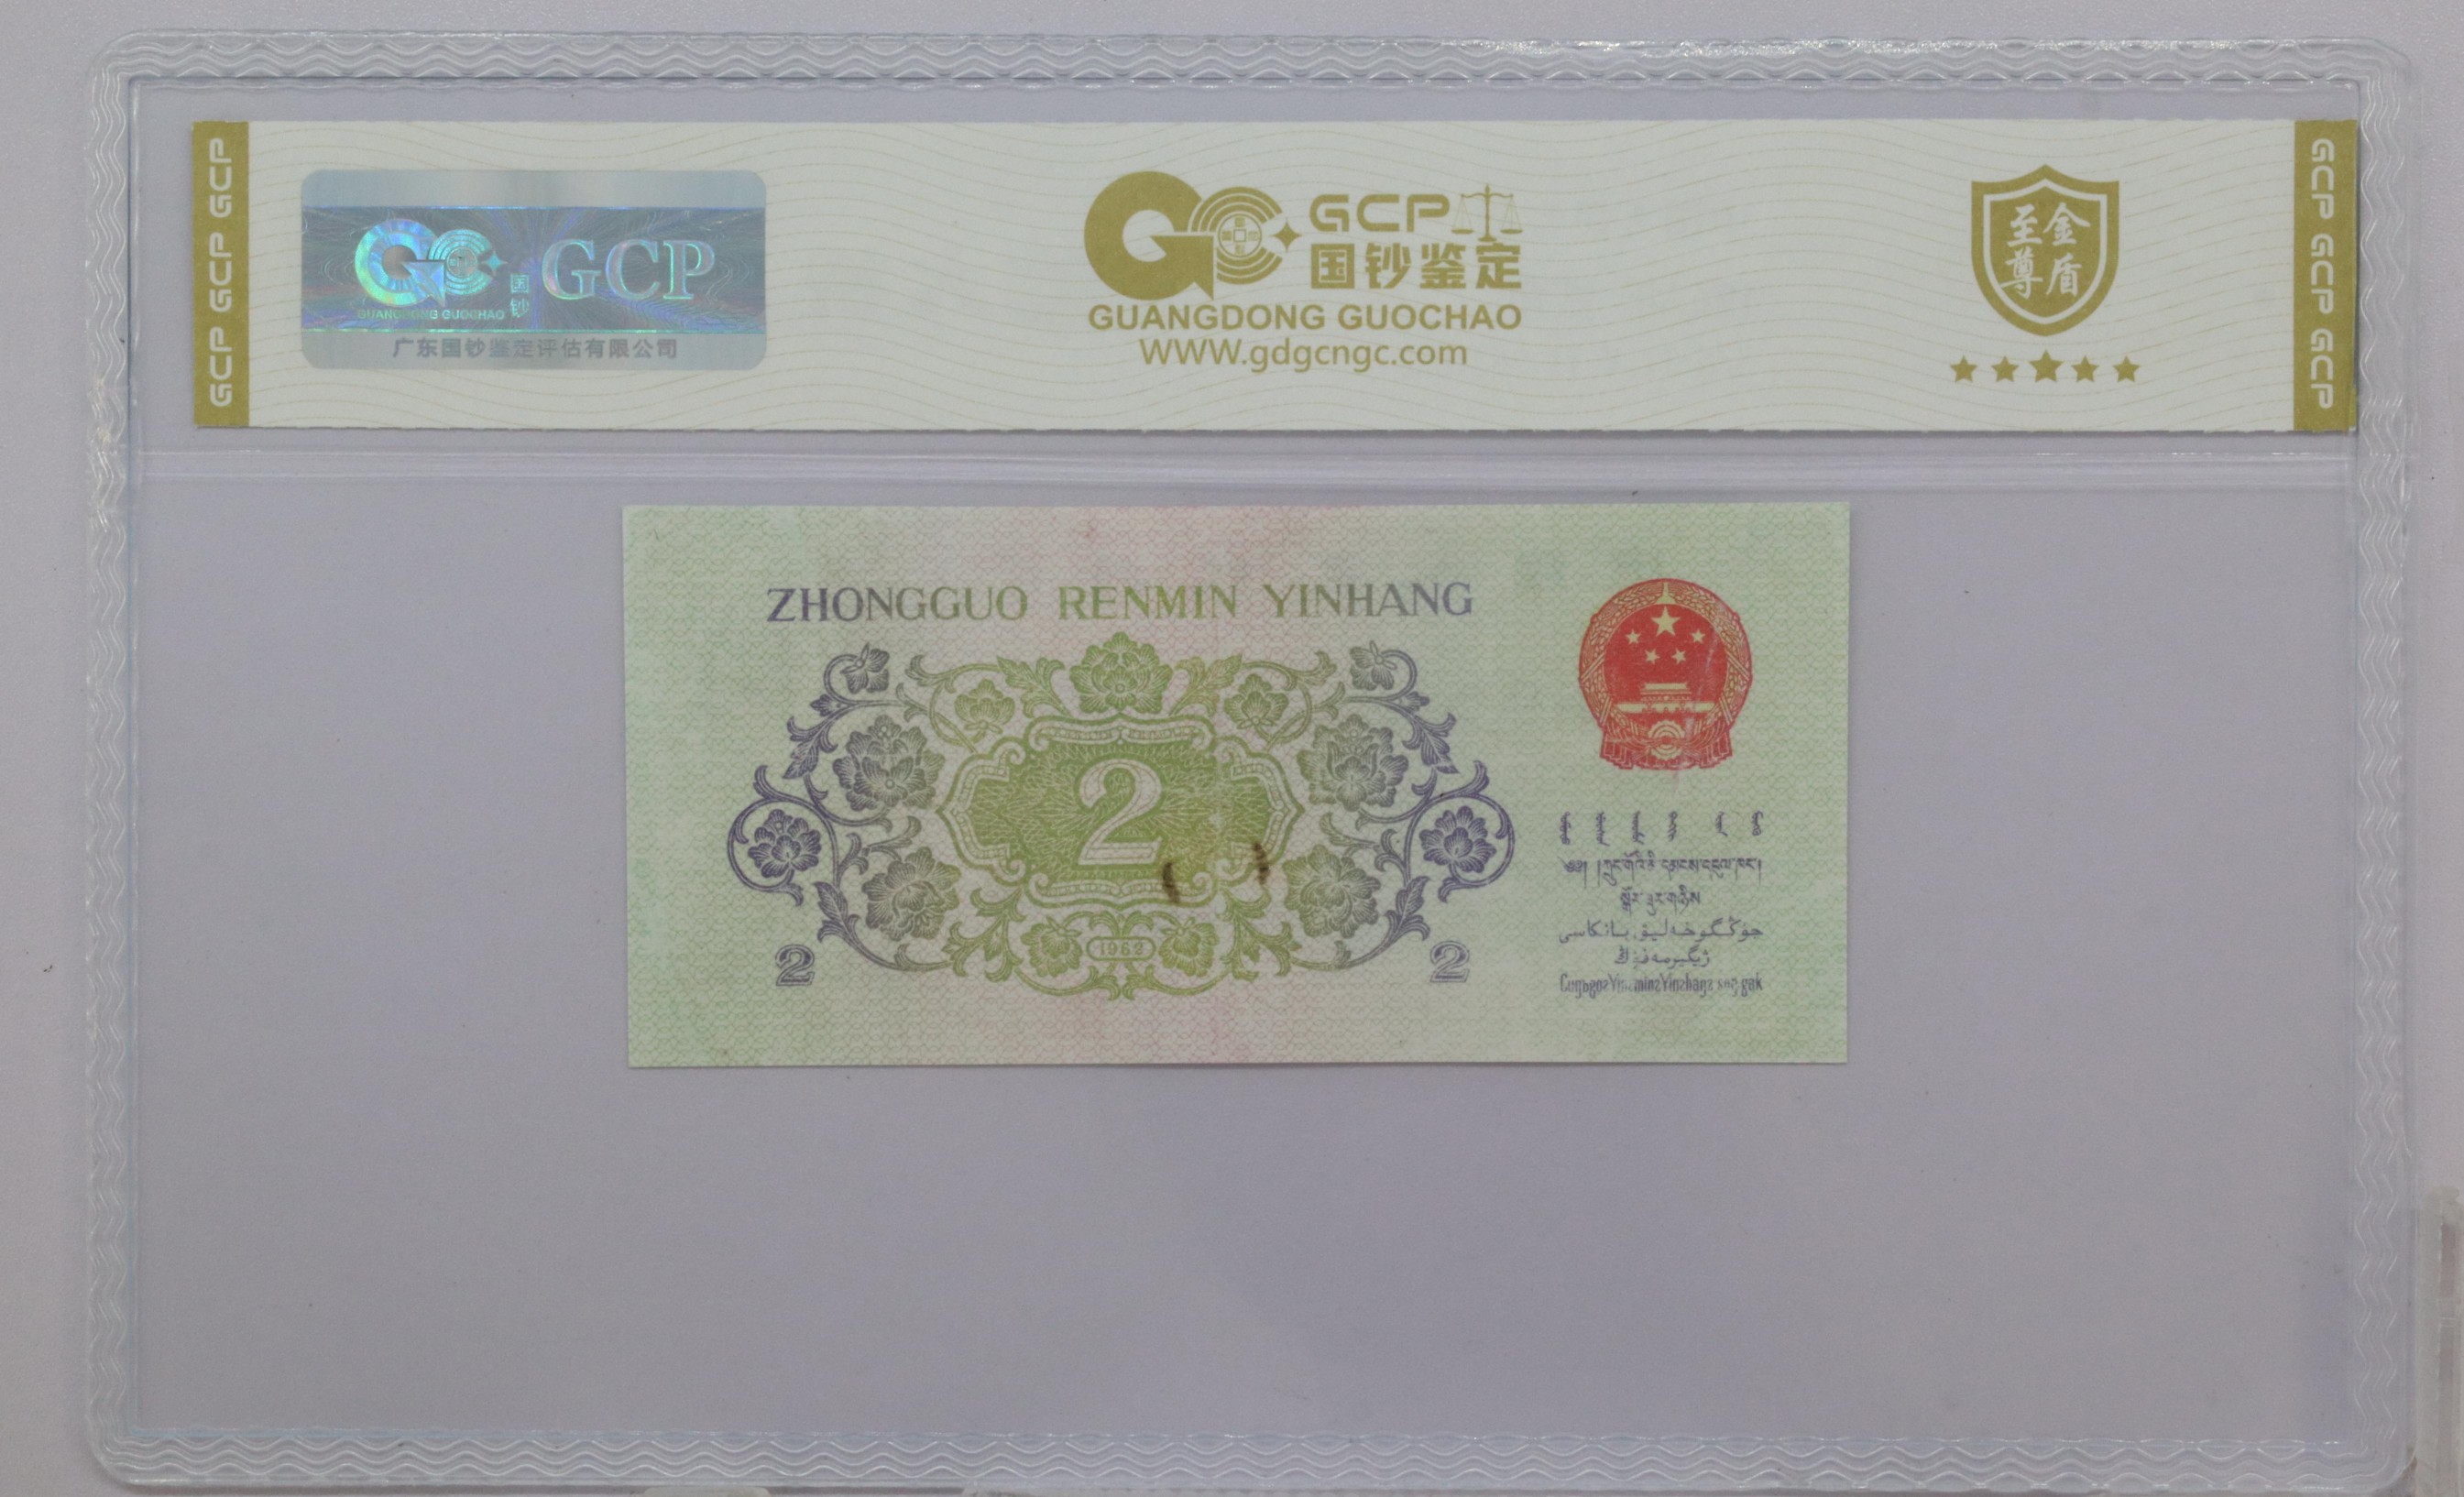 GCP GCP GCP
GUANGDONG GUOCHAO
国钞
GCP
广东国钞鉴定评估有限公司
GCP
国钞鉴定
GUANGDONG GUOCHAO
WWW.gdgcngc.com
至尊
金盾
GCP GCP GCP
ZHONGGUO RENMIN YINHANG
2
1962
2
2
جۇڭگوخەلىق بانكاسى